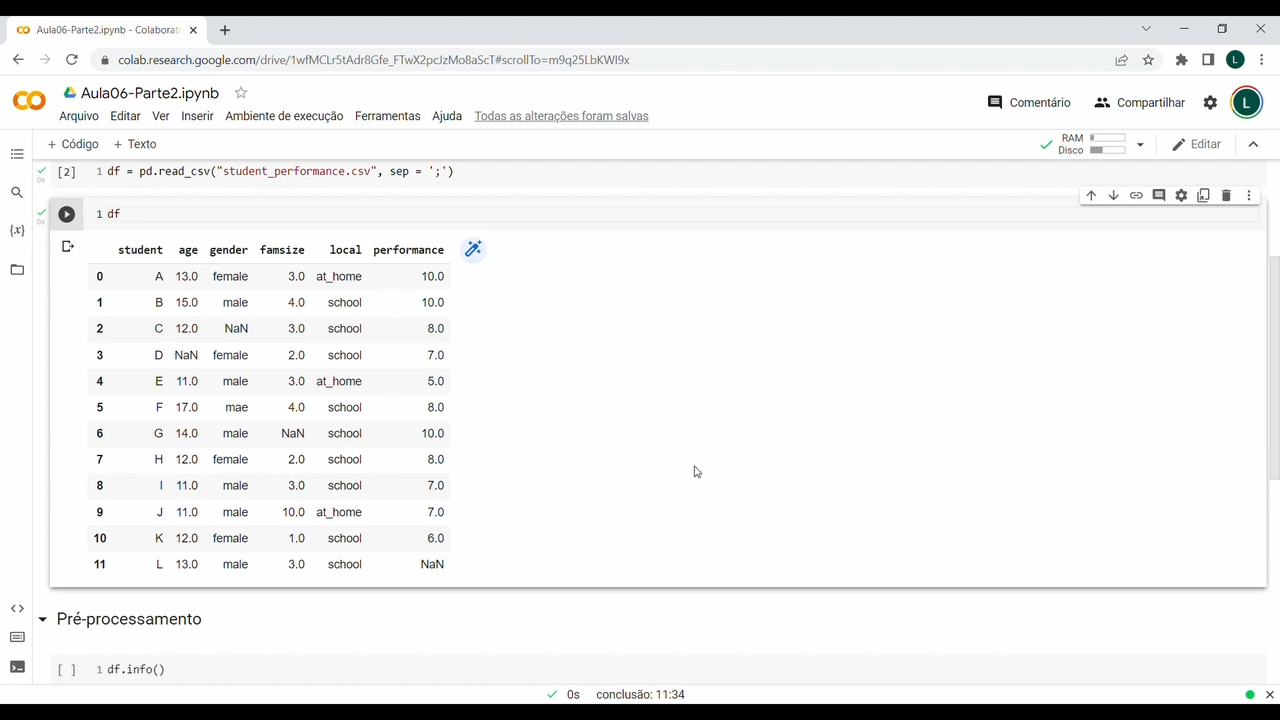 Aula06-Parte2.ipynb - Colaborat
colab.research.google.com/drive/1wfMCLr5tAdr8Gfe_FTwX2pcJzMo8aScT#scrollTo=m9q25LbKWI9x
L
Aula06-Parte2.ipynb
Comentário Compartilhar L
Arquivo Editar Ver Inserir Ambiente de execução Ferramentas Ajuda Todas as alterações foram salvas
+ Código + Texto RAM Disco Editar
[2] 1 df = pd.read_csv("student_performance.csv", sep = ';')
0s
1 df
0s
student age gender famsize local performance
0 A 13.0 female 3.0 at_home 10.0
1 B 15.0 male 4.0 school 10.0
2 C 12.0 NaN 3.0 school 8.0
3 D NaN female 2.0 school 7.0
4 E 11.0 male 3.0 at_home 5.0
5 F 17.0 mae 4.0 school 8.0
6 G 14.0 male NaN school 10.0
7 H 12.0 female 2.0 school 8.0
8 I 11.0 male 3.0 school 7.0
9 J 11.0 male 10.0 at_home 7.0
10 K 12.0 female 1.0 school 6.0
11 L 13.0 male 3.0 school NaN
Pré-processamento
[ ] 1 df.info()
0s conclusão: 11:34